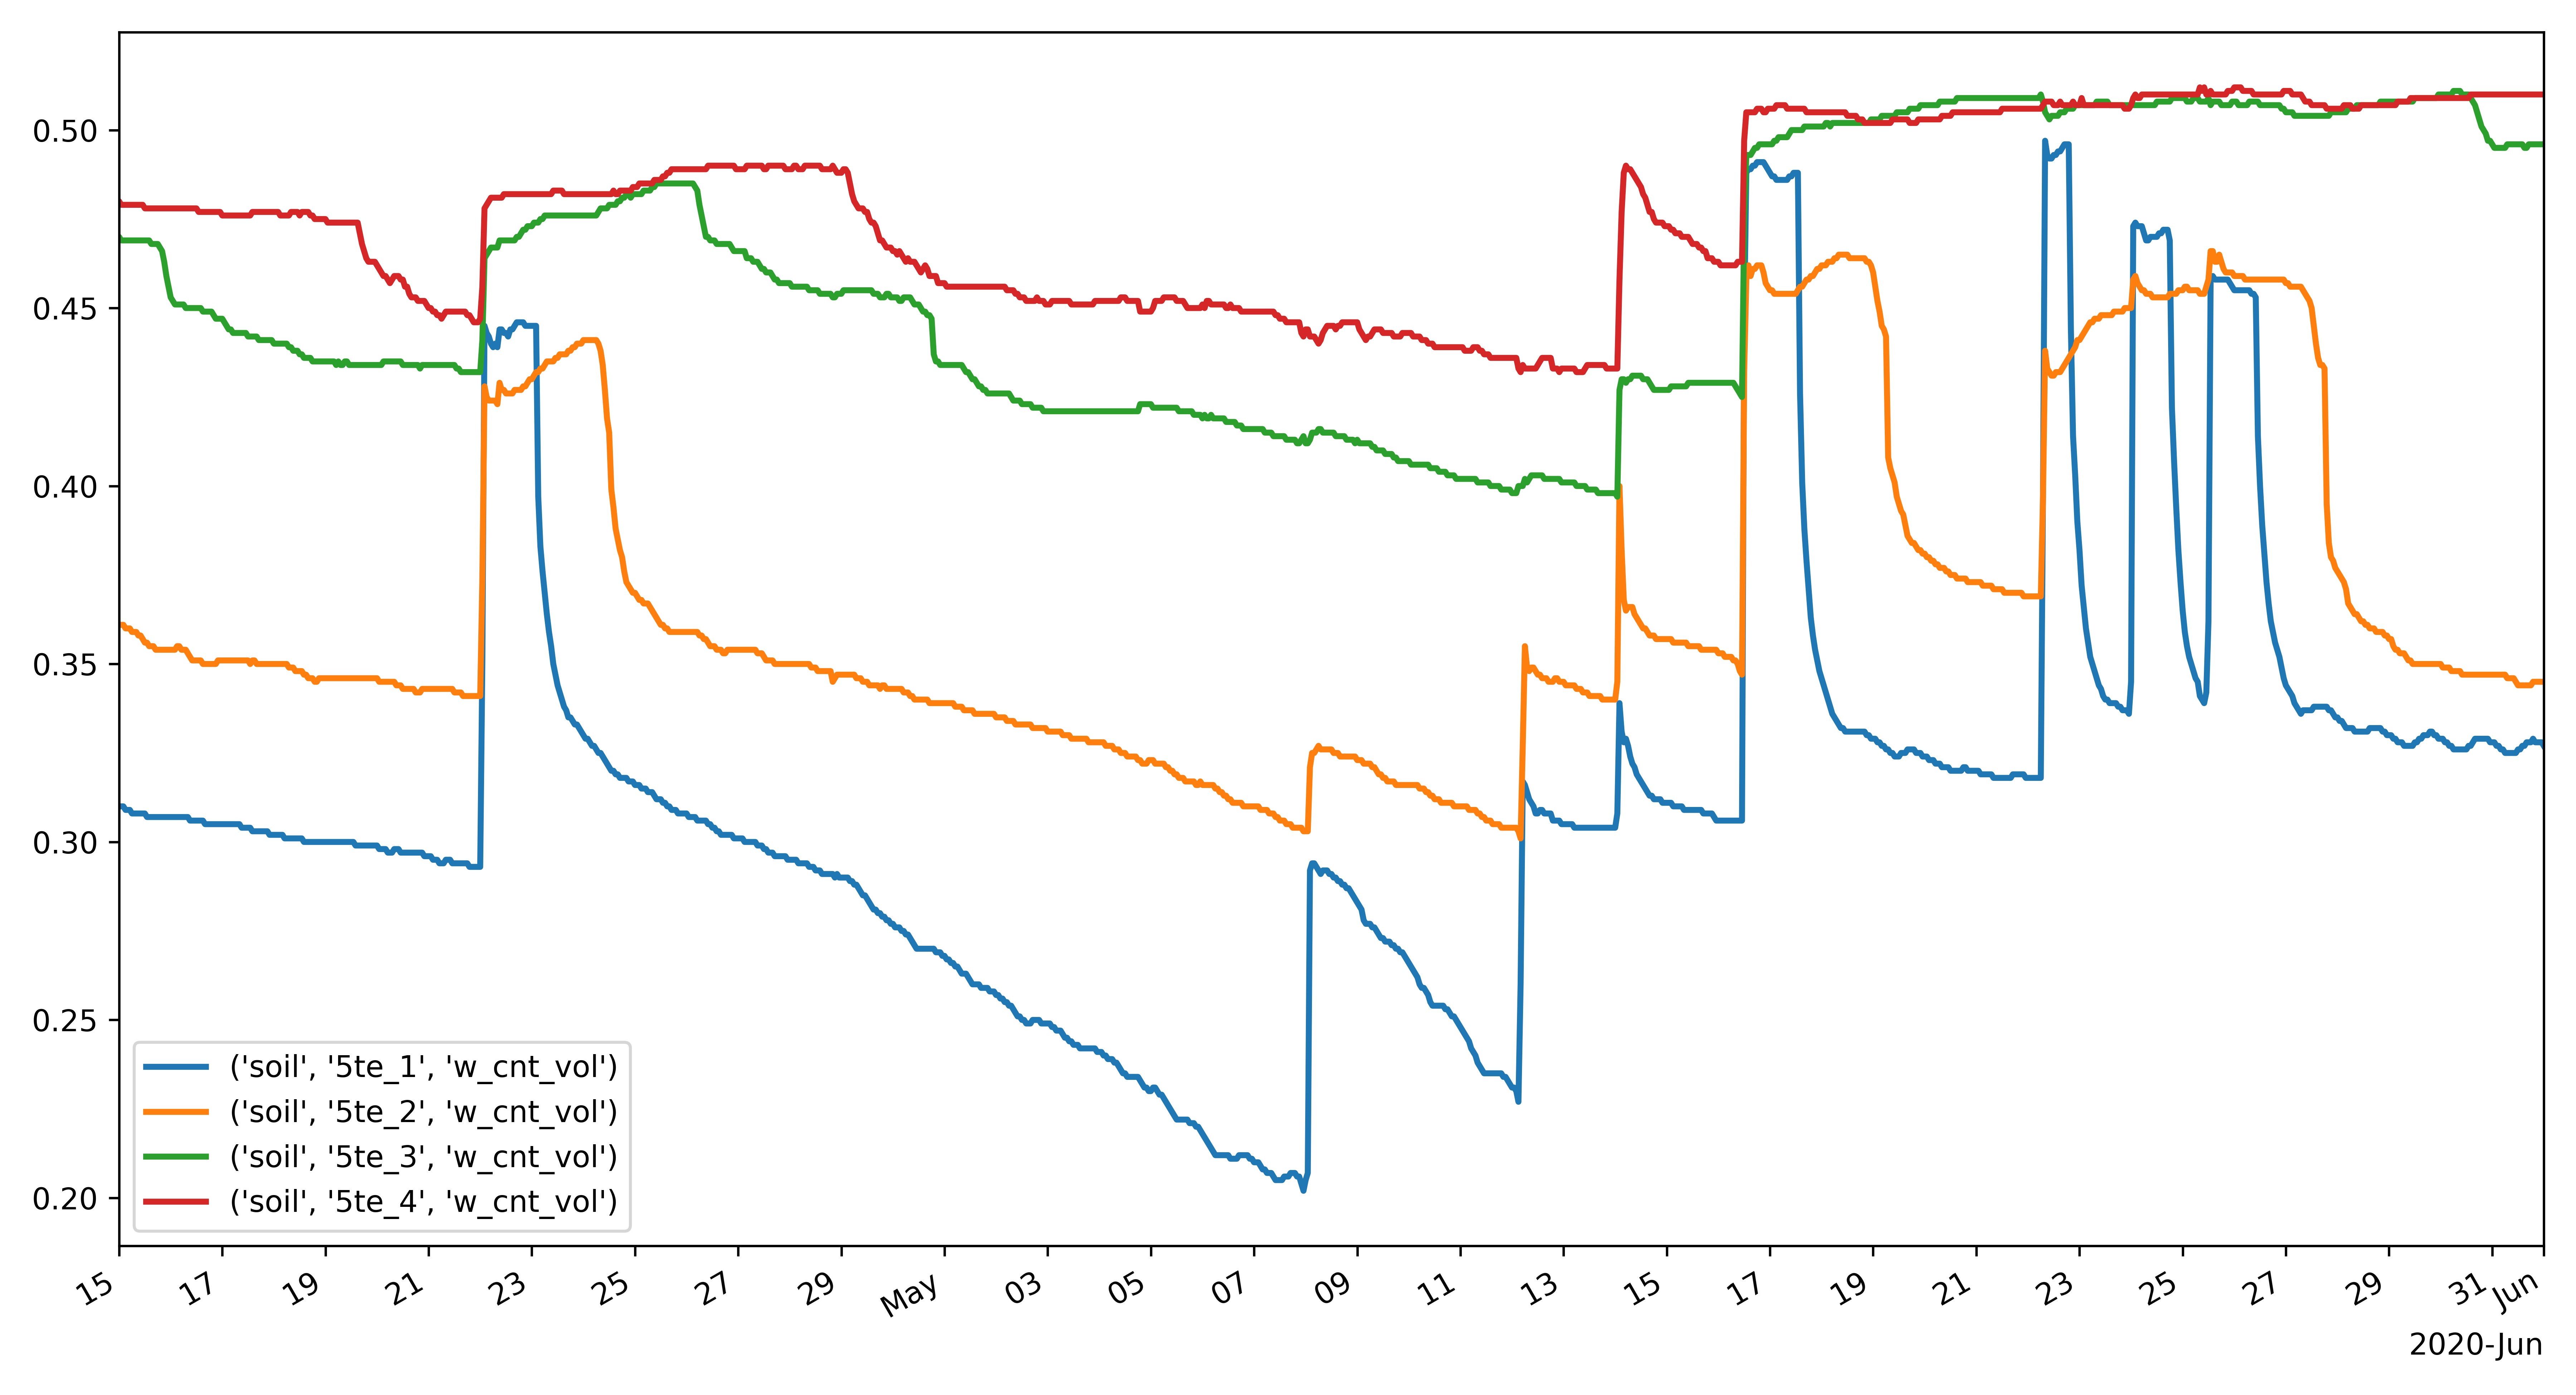 0.50
0.45
0.40
0.35
0.30
0.25
0.20
('soil', '5te_1', 'w_cnt_vol')
('soil', '5te_2', 'w_cnt_vol')
('soil', '5te_3', 'w_cnt_vol')
('soil', '5te_4', 'w_cnt_vol')
15 17 19 21 23 25 27 29 May 03 05 07 09 11 13 15 17 19 21 23 25 27 29 31 Jun
2020-Jun